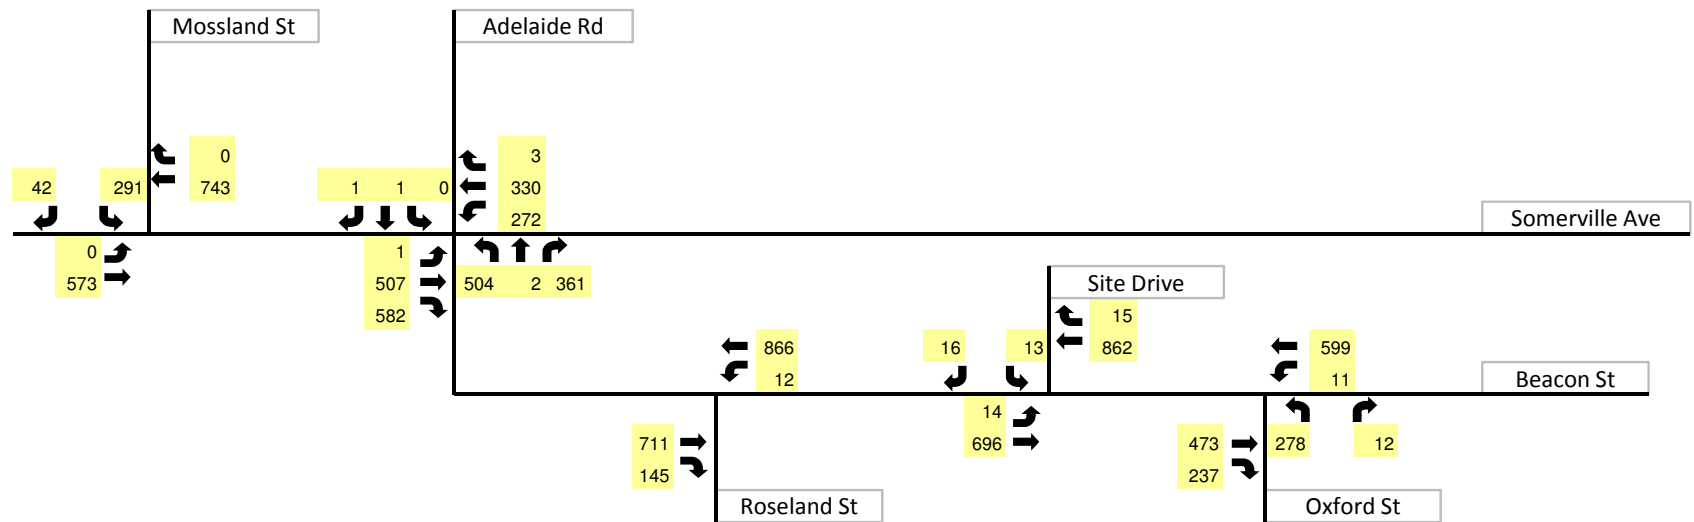 Mossland St
Adelaide Rd
0
3
42 291 743 1 1 0 330
272
Somerville Ave
0 1
573 507 504 2 361
Site Drive
582 15
866 16 13 862 599
12 11
Beacon St
14
711 696 473 278 12
145 237
Roseland St
Oxford St